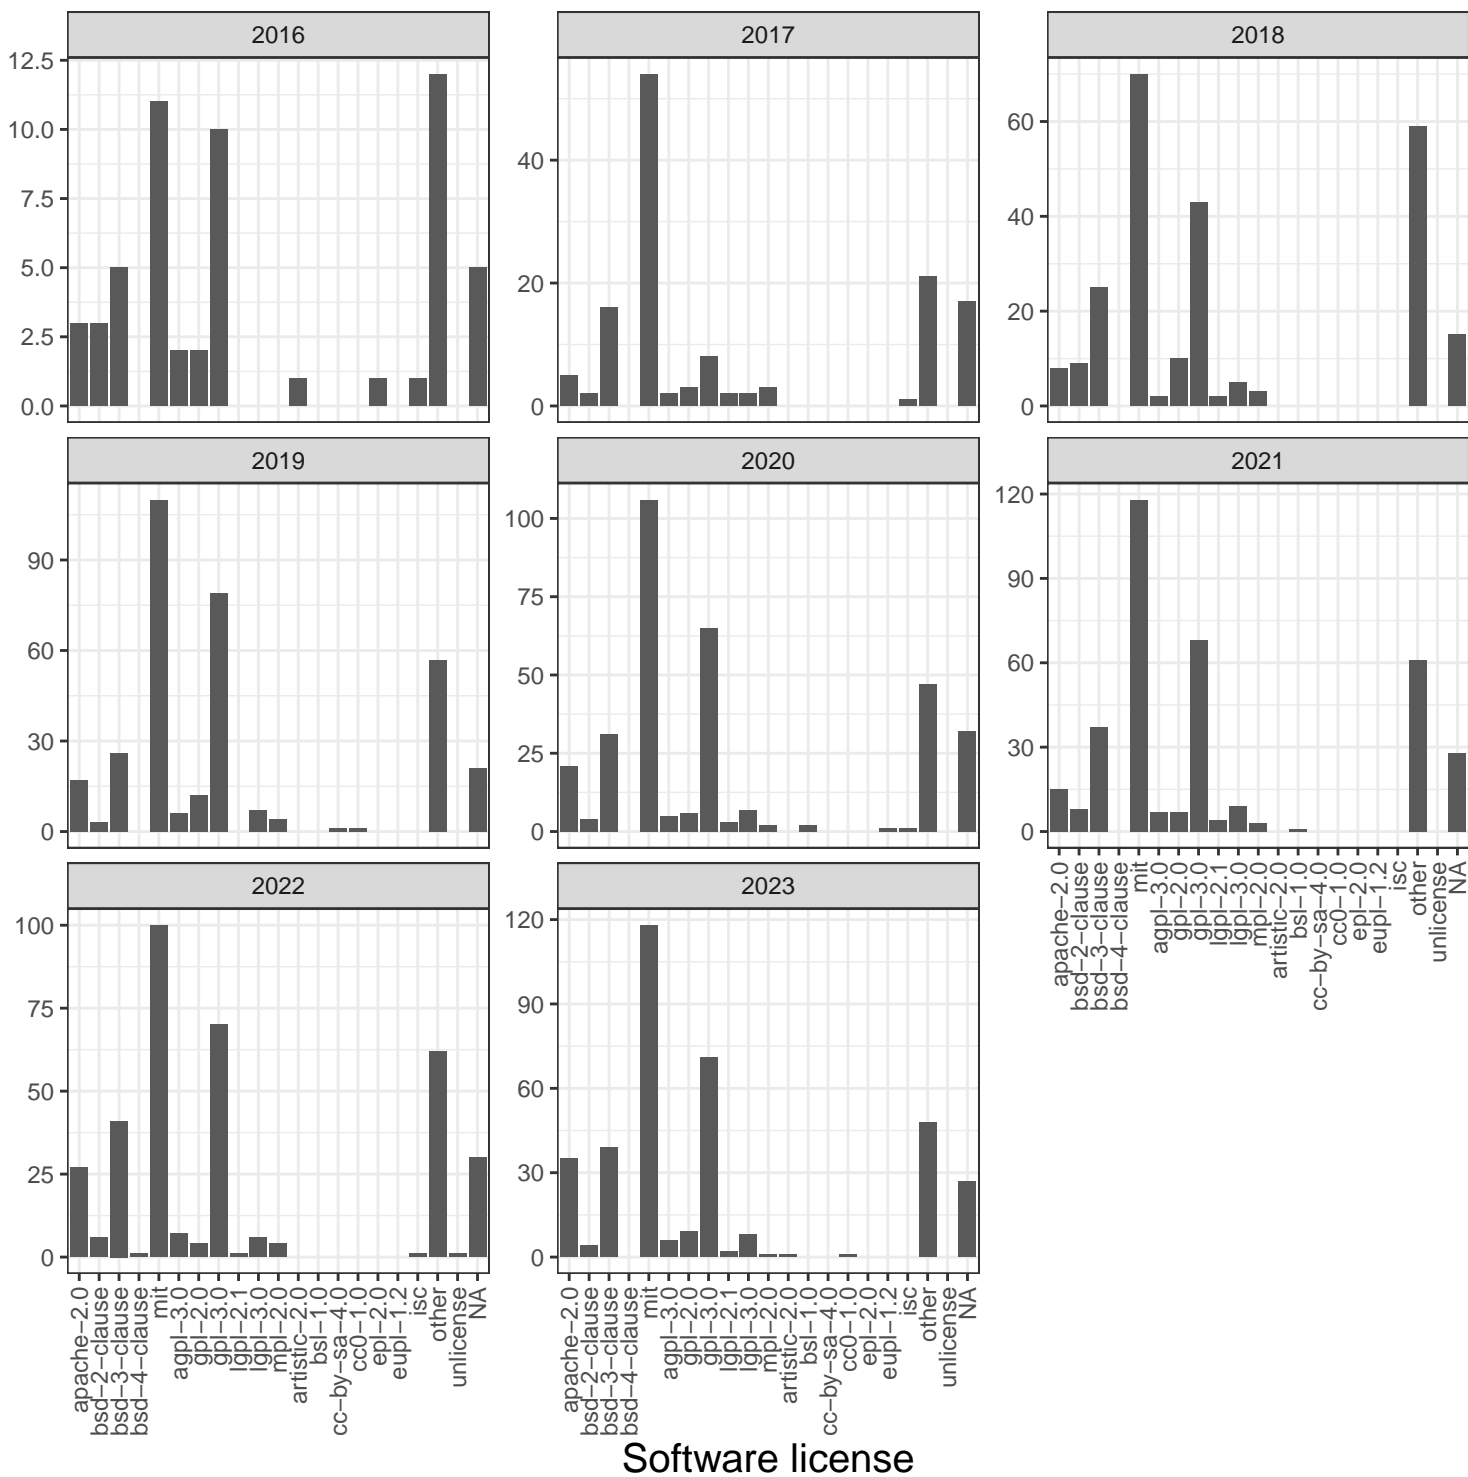 2016
2017
2018
12.5
10.0
7.5
5.0
2.5
0.0
40
20
0
60
40
20
0
2019
2020
2021
90
60
30
0
100
75
50
25
0
120
90
60
30
0
apache−2.0
bsd−2−clause
bsd−3−clause
bsd−4−clause
mit
agpl−3.0
gpl−2.0
gpl−3.0
lgpl−2.1
lgpl−3.0
mpl−2.0
artistic−2.0
bsl−1.0
cc−by−sa−4.0
cc0−1.0
epl−2.0
eupl−1.2
isc
other
unlicense
NA
2022
2023
100
75
50
25
0
120
90
60
30
0
apache−2.0
bsd−2−clause
bsd−3−clause
bsd−4−clause
mit
agpl−3.0
gpl−2.0
gpl−3.0
lgpl−2.1
lgpl−3.0
mpl−2.0
artistic−2.0
bsl−1.0
cc−by−sa−4.0
cc0−1.0
epl−2.0
eupl−1.2
isc
other
unlicense
NA
apache−2.0
bsd−2−clause
bsd−3−clause
bsd−4−clause
mit
agpl−3.0
gpl−2.0
gpl−3.0
lgpl−2.1
lgpl−3.0
mpl−2.0
artistic−2.0
bsl−1.0
cc−by−sa−4.0
cc0−1.0
epl−2.0
eupl−1.2
isc
other
unlicense
NA
Software license